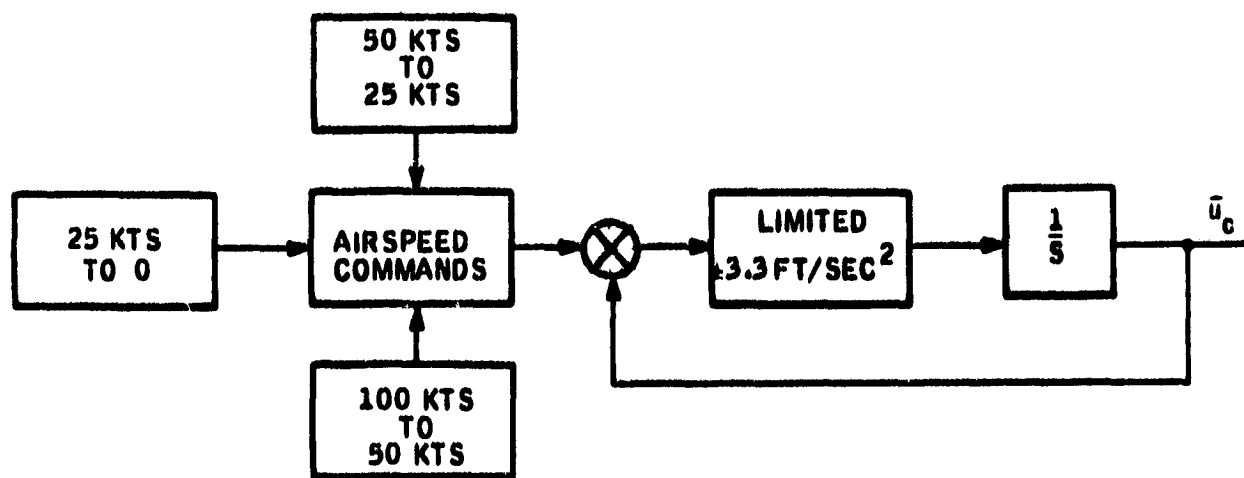 50 KTS
TO
25 KTS
25 KTS
TO 0
AIRSPEED
COMMANDS
100 KTS
TO
50 KTS
LIMITED
±3.3 FT/SEC²
1
S
ū_c